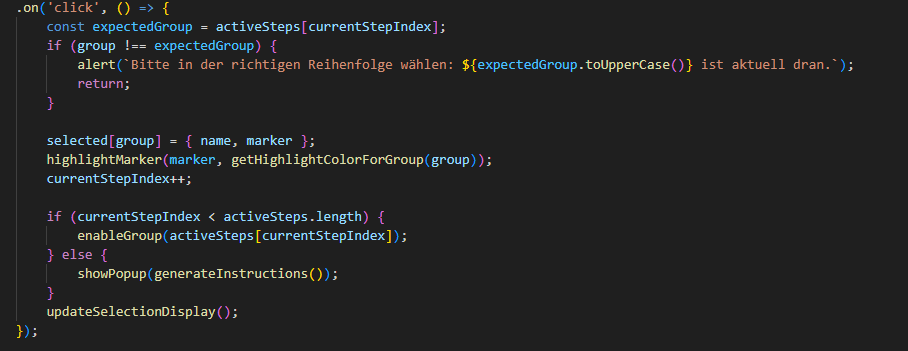 .on('click', () => {
    const expectedGroup = activeSteps[currentStepIndex];
    if (group !== expectedGroup) {
        alert(`Bitte in der richtigen Reihenfolge wählen: ${expectedGroup.toUpperCase()} ist aktuell dran.`);
        return;
    }

    selected[group] = { name, marker };
    highlightMarker(marker, getHighlightColorForGroup(group));
    currentStepIndex++;

    if (currentStepIndex < activeSteps.length) {
        enableGroup(activeSteps[currentStepIndex]);
    } else {
        showPopup(generateInstructions());
    }
    updateSelectionDisplay();
});